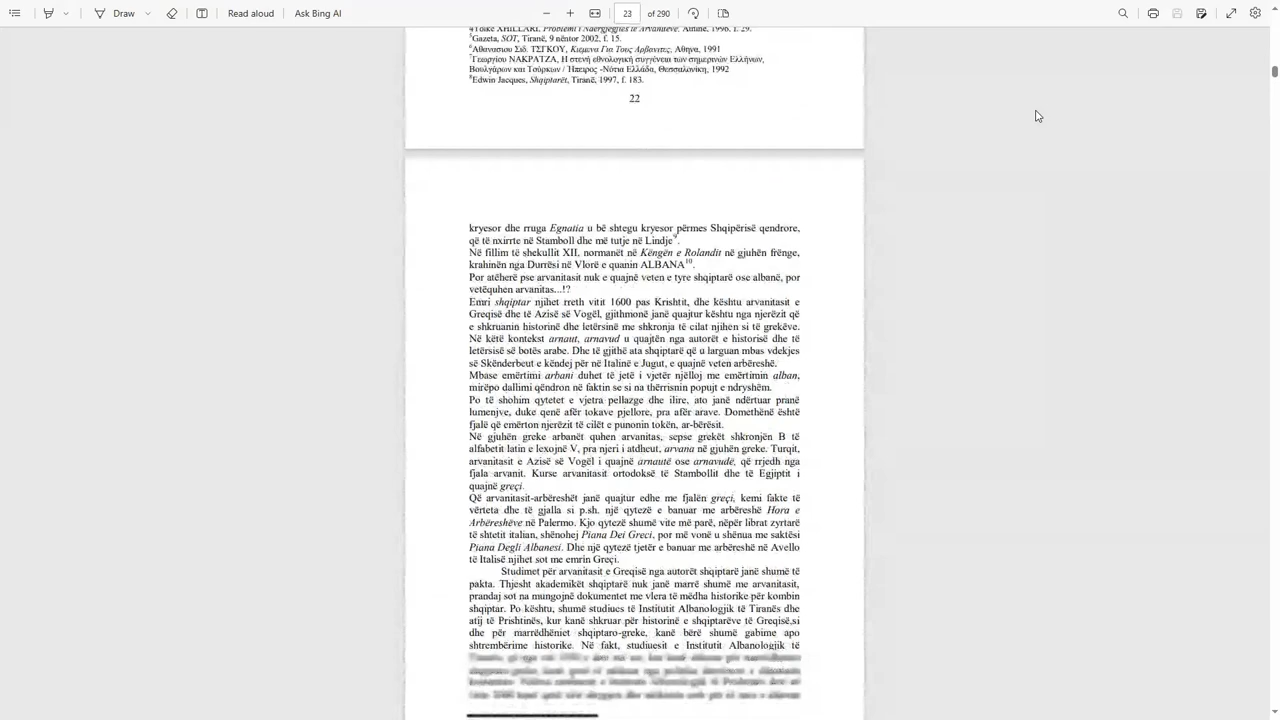 Draw
Read aloud
Ask Bing AI
23 of 290
4Foike XHILLARI, Problemi i Ndërgjegjes të Arvanitëve. Athinë, 1996, f. 29.
5Gazeta, SOT, Tiranë, 9 nëntor 2002, f. 15.
6Αθανασιου Σιδ. ΤΣΓΚΟΥ, Κιεμινα Για Τους Αρβανιτες, Αθηνα, 1991
7Γεωργίου ΝΑΚΡΑΤΖΑ, Η στενή εθνολογική συγγένεια των σημερινών Ελλήνων,
Βουλγάρων και Τούρκων / Ήπειρος -Νότια Ελλάδα, Θεσσαλονίκη, 1992
8Edwin Jacques, Shqiptarët, Tiranë, 1997, f. 183.
22
kryesor dhe rruga Egnatia u bë shtegu kryesor përmes Shqipërisë qendrore,
që të nxirrte në Stamboll dhe më tutje në Lindje9.
Në fillim të shekullit XII, normanët në Këngën e Rolandit në gjuhën frënge,
krahinën nga Durrësi në Vlorë e quanin ALBANA10.
Por atëherë pse arvanitasit nuk e quajnë veten e tyre shqiptarë ose albanë, por
vetëquhen arvanitas...!?
Emri shqiptar njihet rreth vitit 1600 pas Krishtit, dhe kështu arvanitasit e
Greqisë dhe të Azisë së Vogël, gjithmonë janë quajtur kështu nga njerëzit që
e shkruanin historinë dhe letërsinë me shkronja të cilat njihen si të grekëve.
Në këtë kontekst arnaut, arnavud u quajtën nga autorët e historisë dhe të
letërsisë së botës arabe. Dhe të gjithë ata shqiptarë që u larguan mbas vdekjes
së Skënderbeut e këndej për në Italinë e Jugut, e quajnë veten arbëreshë.
Mbase emërtimi arbani duhet të jetë i vjetër njëlloj me emërtimin alban,
mirëpo dallimi qëndron në faktin se si na thërrisnin popujt e ndryshëm.
Po të shohim qytetet e vjetra pellazge dhe ilire, ato janë ndërtuar pranë
lumenjve, duke qenë afër tokave pjellore, pra afër arave. Domethënë është
fjalë që emërton njerëzit të cilët e punonin tokën, ar-bërësit.
Në gjuhën greke arbanët quhen arvanitas, sepse grekët shkronjën B të
alfabetit latin e lexojnë V, pra njeri i atdheut, arvana në gjuhën greke. Turqit,
arvanitasit e Azisë së Vogël i quajnë arnautë ose arnavudë, që rrjedh nga
fjala arvanit. Kurse arvanitasit ortodoksë të Stambollit dhe të Egjiptit i
quajnë greçi.
Që arvanitasit-arbëreshët janë quajtur edhe me fjalën greçi, kemi fakte të
vërteta dhe të gjalla si p.sh. një qytezë e banuar me arbëreshë Hora e
Arbëreshëve në Palermo. Kjo qytezë shumë vite më parë, nëpër librat zyrtarë
të shtetit italian, shënohej Piana Dei Greci, por më vonë u shënua me saktësi
Piana Degli Albanesi. Dhe një qytezë tjetër e banuar me arbëreshë në Avello
të Italisë njihet sot me emrin Greçi.
Studimet për arvanitasit e Greqisë nga autorët shqiptarë janë shumë të
pakta. Thjesht akademikët shqiptarë nuk janë marrë shumë me arvanitasit,
prandaj sot na mungojnë dokumentet me vlera të mëdha historike për kombin
shqiptar. Po kështu, shumë studiues të Institutit Albanologjik të Tiranës dhe
atij të Prishtinës, kur kanë shkruar për historinë e shqiptarëve të Greqisë,si
dhe për marrëdhëniet shqiptaro-greke, kanë bërë shumë gabime apo
shtrembërime historike. Në fakt, studiuesit e Institutit Albanologjik të